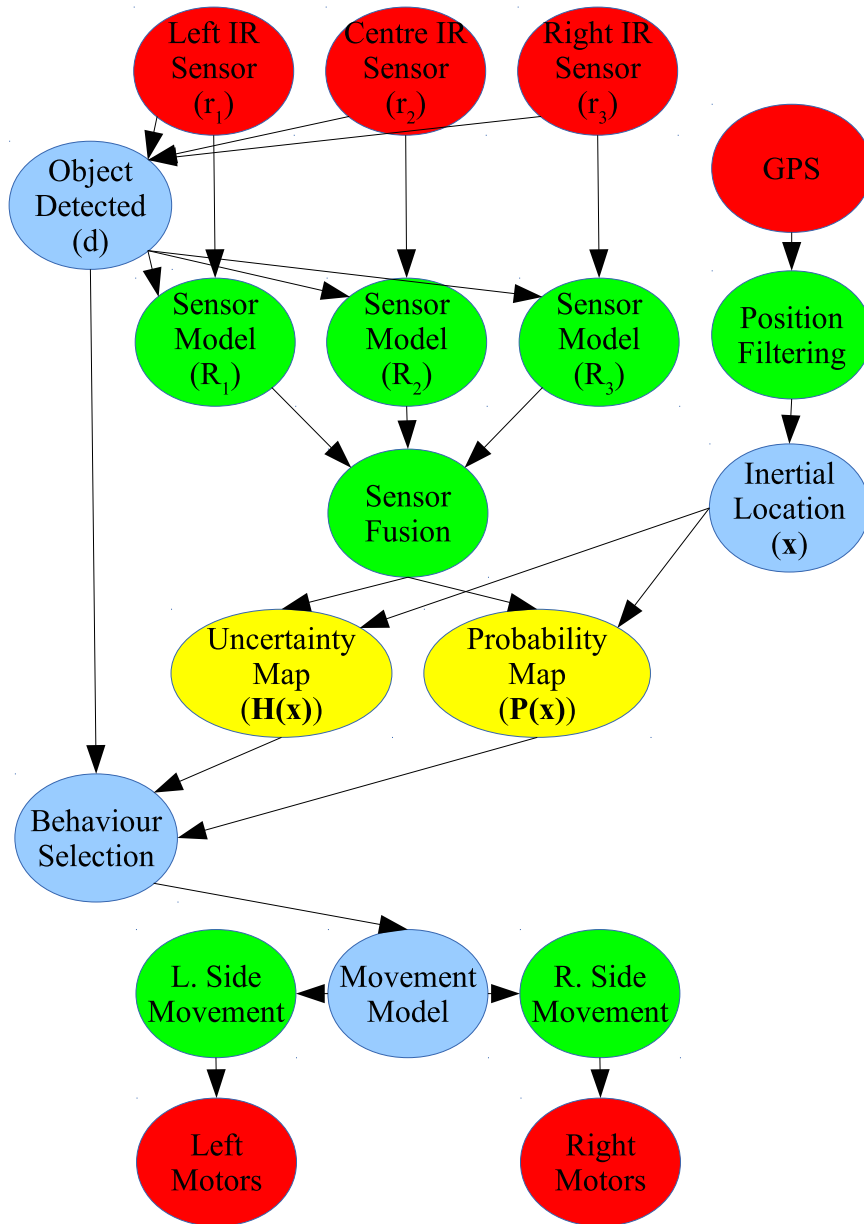 Left IR
Sensor
(r₁)
Centre IR
Sensor
(r₂)
Right IR
Sensor
(r₃)
GPS
Object
Detected
(d)
Sensor
Model
(R₁)
Sensor
Model
(R₂)
Sensor
Model
(R₃)
Position
Filtering
Sensor
Fusion
Inertial
Location
(x)
Uncertainty
Map
(H(x))
Probability
Map
(P(x))
Behaviour
Selection
L. Side
Movement
Movement
Model
R. Side
Movement
Left
Motors
Right
Motors